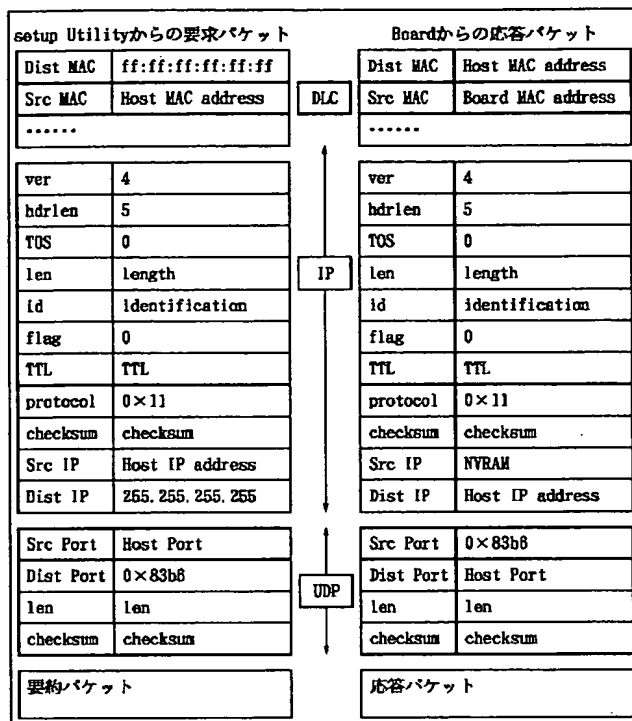 setup Utilityからの要求パケット
Dist MAC ff:ff:ff:ff:ff:ff
Src MAC Host MAC address
......
ver 4
hdrlen 5
TOS 0
len length
id identification
flag 0
TTL TTL
protocol 0×11
checksum checksum
Src IP Host IP address
Dist IP 255.255.255.255
Src Port Host Port
Dist Port 0×83b6
len len
checksum checksum
要約パケット
DLC
IP
UDP
Boardからの応答パケット
Dist MAC Host MAC address
Src MAC Board MAC address
......
ver 4
hdrlen 5
TOS 0
len length
id identification
flag 0
TTL TTL
protocol 0×11
checksum checksum
Src IP NVRAM
Dist IP Host IP address
Src Port 0×83b6
Dist Port Host Port
len len
checksum checksum
応答パケット